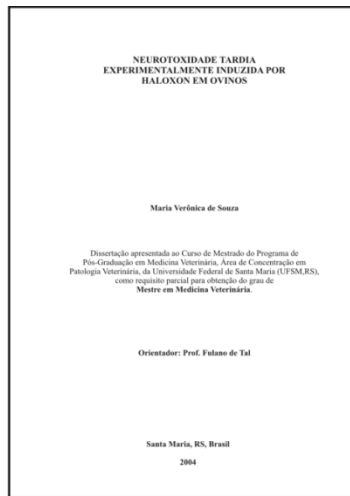 NEUROTOXIDADE TARDIA
EXPERIMENTALMENTE INDUZIDA POR
HALOXON EM OVINOS
Maria Verônica de Souza
Dissertação apresentada ao Curso de Mestrado do Programa de
Pós-Graduação em Medicina Veterinária, Área de Concentração em
Patologia Veterinária, da Universidade Federal de Santa Maria (UFSM,RS),
como requisito parcial para obtenção do grau de
Mestre em Medicina Veterinária.
Orientador: Prof. Fulano de Tal
Santa Maria, RS, Brasil
2004